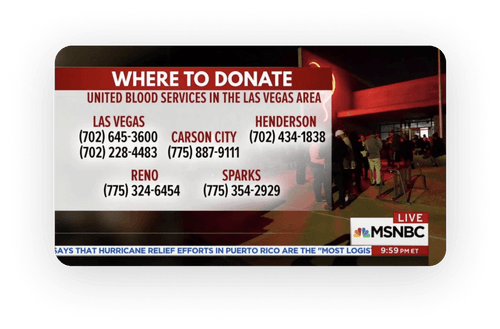 WHERE TO DONATE
UNITED BLOOD SERVICES IN THE LAS VEGAS AREA
LAS VEGAS
(702) 645-3600
(702) 228-4483
CARSON CITY
(775) 887-9111
HENDERSON
(702) 434-1838
RENO
(775) 324-6454
SPARKS
(775) 354-2929
LIVE
MSNBC
SAYS THAT HURRICANE RELIEF EFFORTS IN PUERTO RICO ARE THE "MOST LOGIS
9:59 PM ET